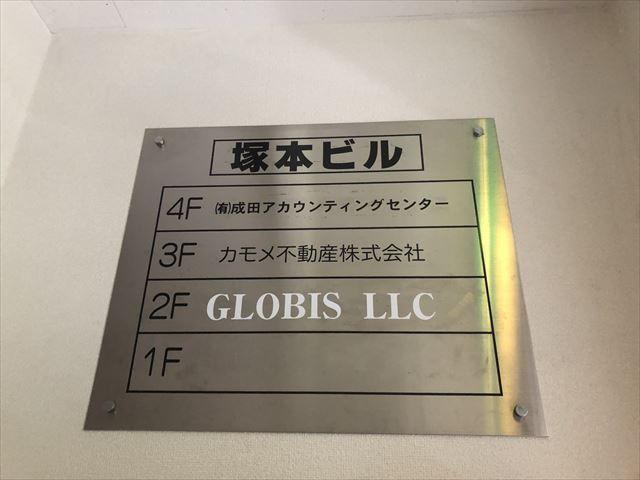 塚本ビル
4F ㈲成田アカウンティングセンター
3F カモメ不動産株式会社
2F GLOBIS LLC
1F